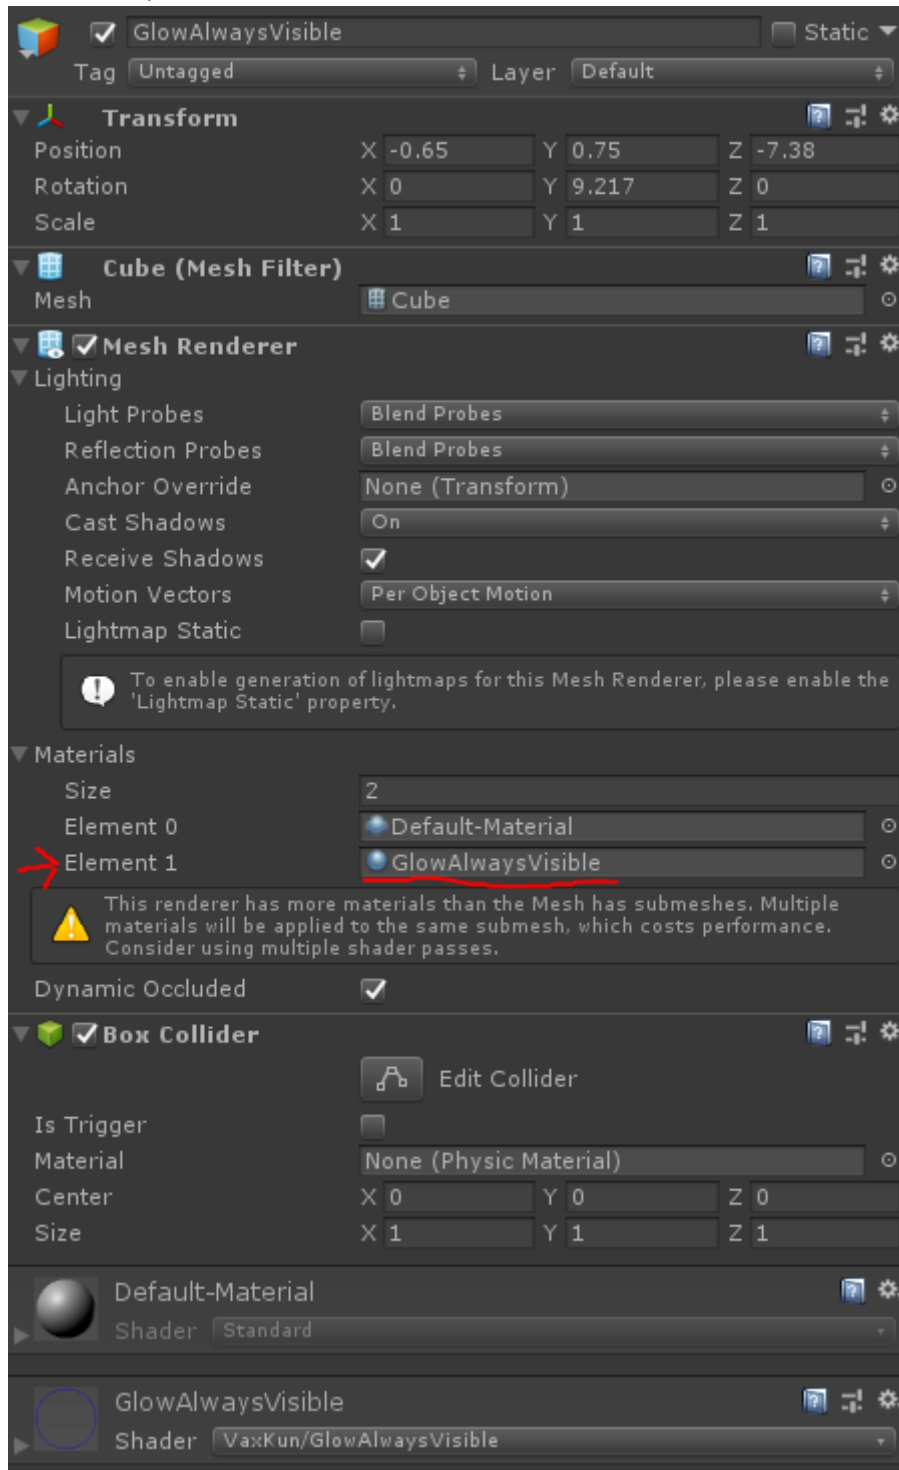 GlowAlwaysVisible Static
Tag Untagged Layer Default
Transform
Position X -0.65 Y 0.75 Z -7.38
Rotation X 0 Y 9.217 Z 0
Scale X 1 Y 1 Z 1
Cube (Mesh Filter)
Mesh Cube
Mesh Renderer
Lighting
Light Probes Blend Probes
Reflection Probes Blend Probes
Anchor Override None (Transform)
Cast Shadows On
Receive Shadows
Motion Vectors Per Object Motion
Lightmap Static
To enable generation of lightmaps for this Mesh Renderer, please enable the
'Lightmap Static' property.
Materials
Size 2
Element 0 Default-Material
Element 1 GlowAlwaysVisible
This renderer has more materials than the Mesh has submeshes. Multiple
materials will be applied to the same submesh, which costs performance.
Consider using multiple shader passes.
Dynamic Occluded
Box Collider
Edit Collider
Is Trigger
Material None (Physic Material)
Center X 0 Y 0 Z 0
Size X 1 Y 1 Z 1
Default-Material
Shader Standard
GlowAlwaysVisible
Shader VaxKun/GlowAlwaysVisible